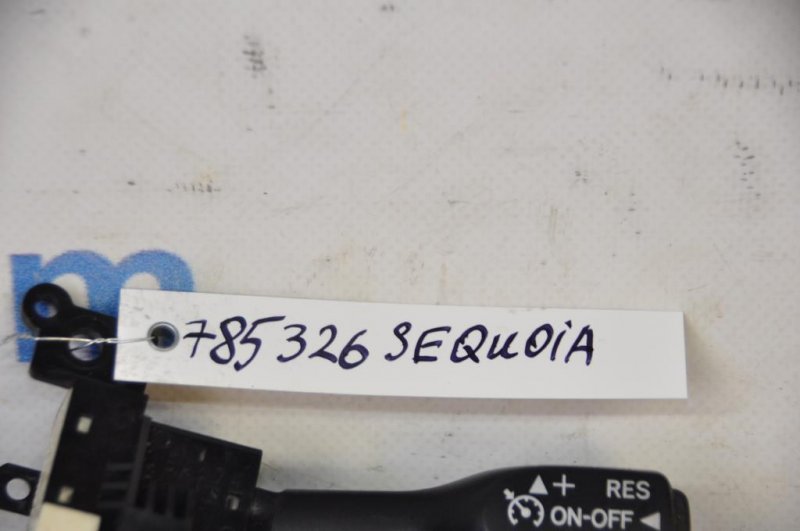 m
785326 SEQUOiA
▲+ RES
ON-OFF ◄